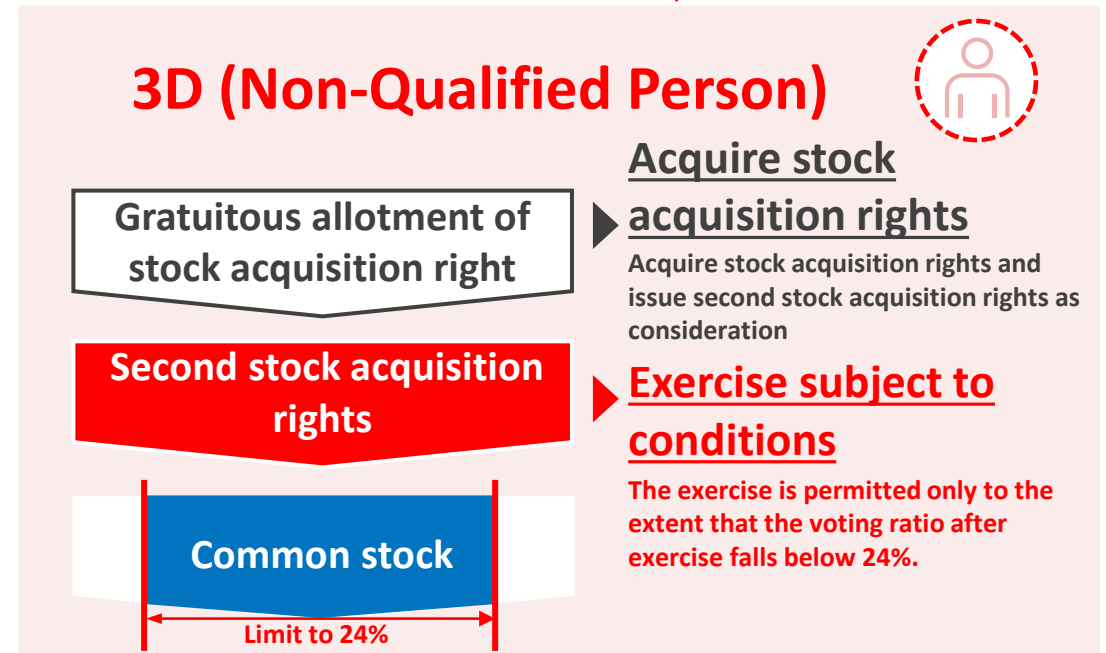 3D (Non-Qualified Person)
Gratuitous allotment of
stock acquisition right
Acquire stock
acquisition rights
Acquire stock acquisition rights and
issue second stock acquisition rights as
consideration
Second stock acquisition
rights
Exercise subject to
conditions
The exercise is permitted only to the
extent that the voting ratio after
exercise falls below 24%.
Common stock
Limit to 24%